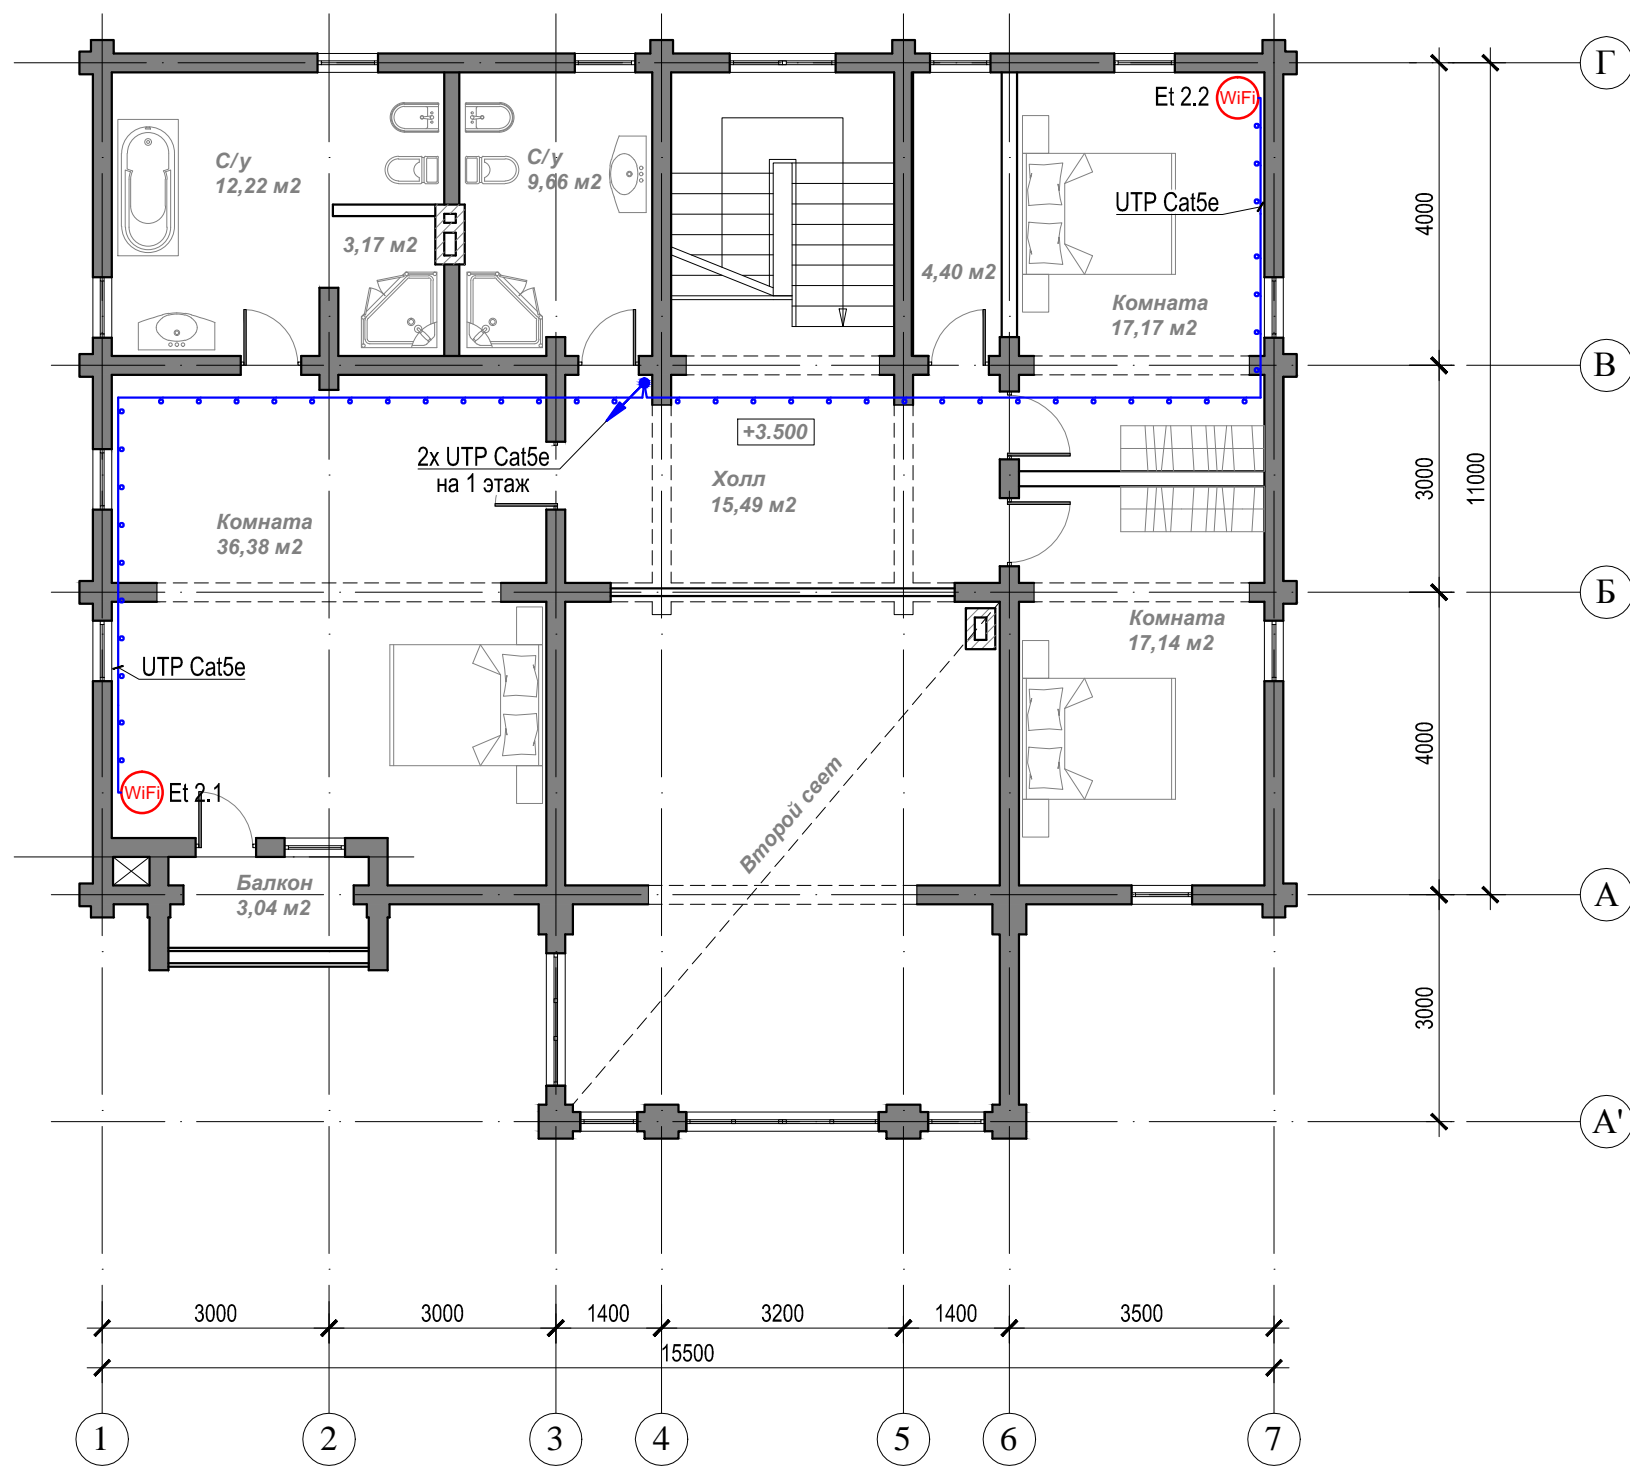 Г
Et 2.2 WiFi
С/у
12,22 м2
С/у
9,66 м2
UTP Cat5e
4000
3,17 м2
4,40 м2
Комната
17,17 м2
В
+3.500
2x UTP Cat5e
на 1 этаж
Холл
15,49 м2
3000
11000
Комната
36,38 м2
Б
Комната
17,14 м2
UTP Cat5e
4000
WiFi Et 2.1
Второй свет
Балкон
3,04 м2
А
3000
А'
3000
3000
1400
3200
1400
3500
15500
1
2
3
4
5
6
7